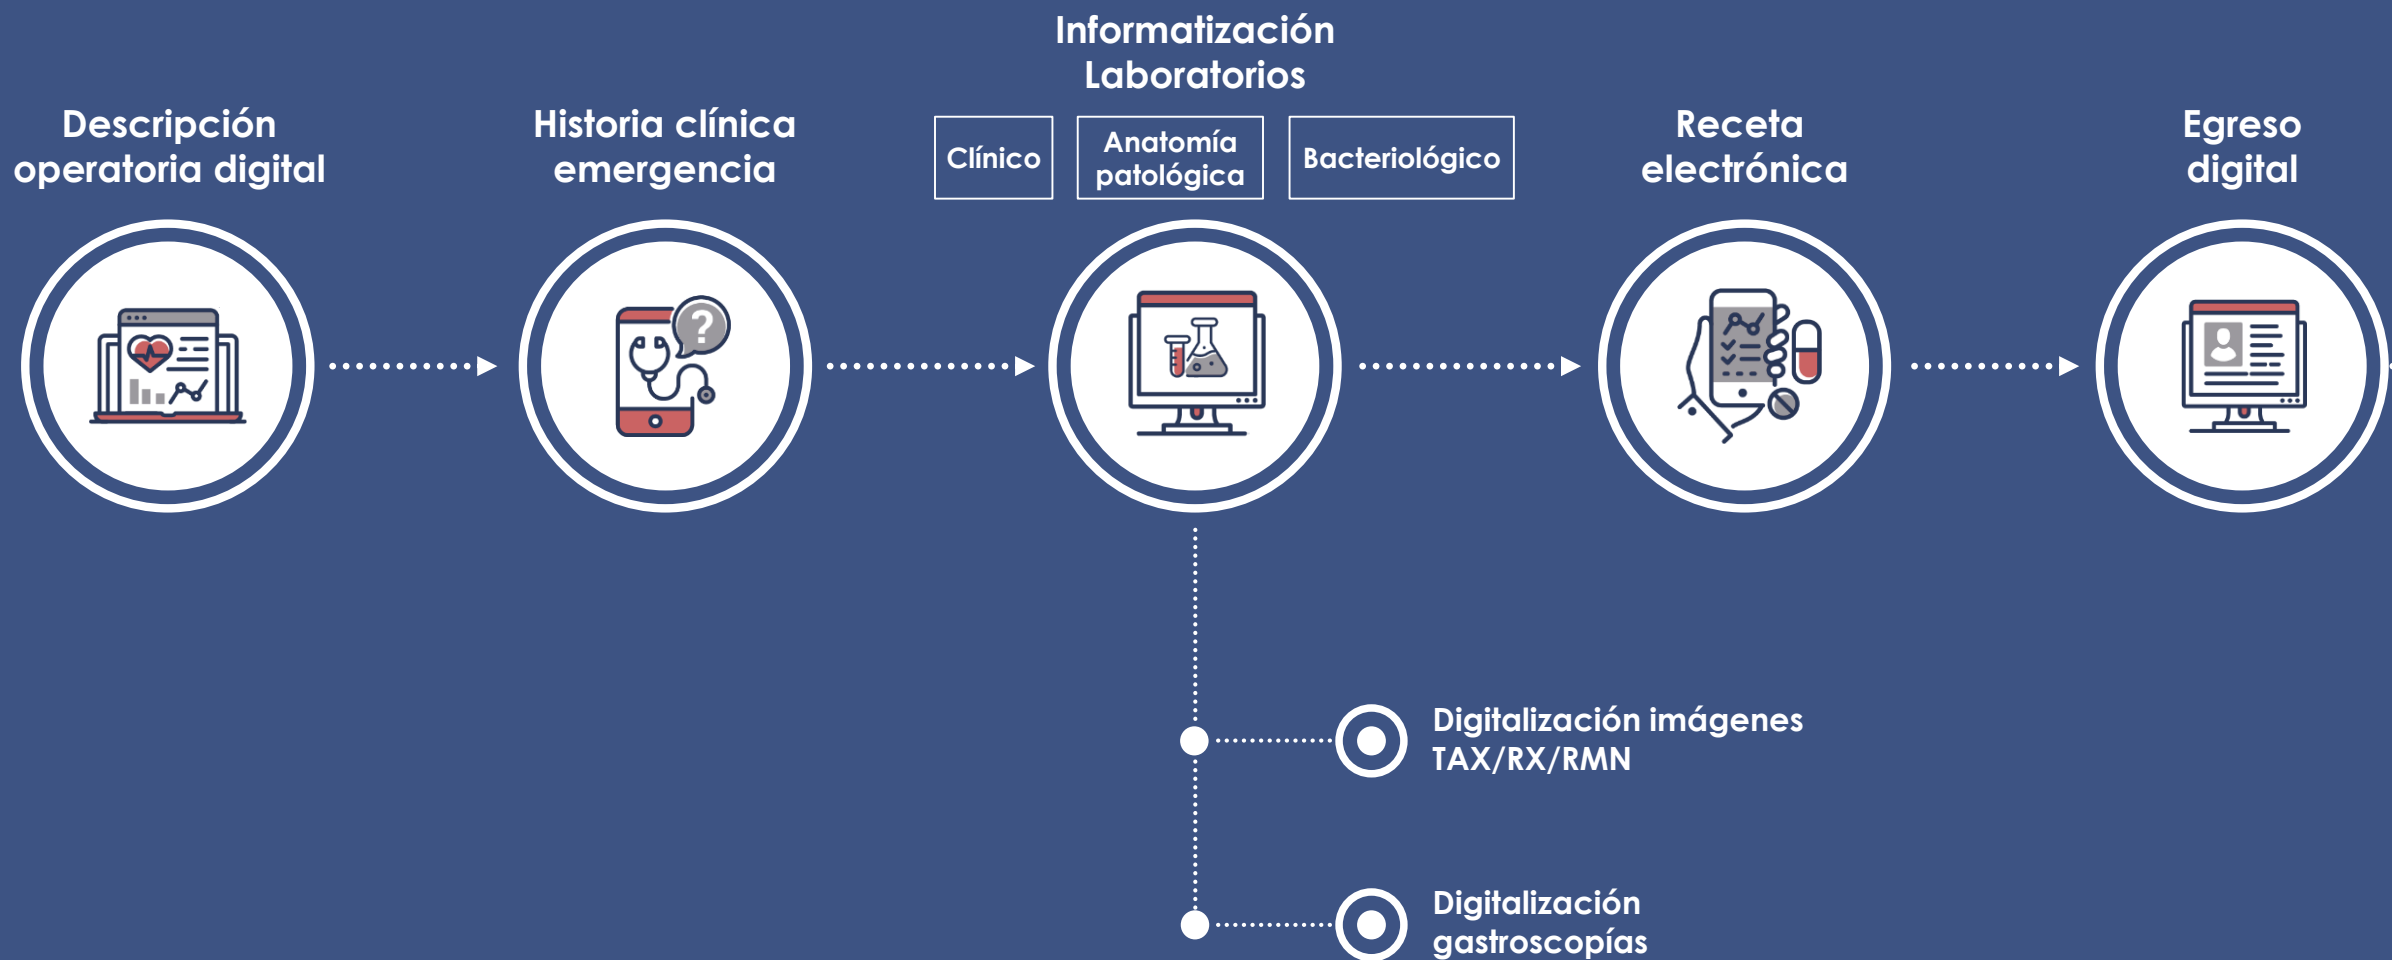 Descripción
operatoria digital
Historia clínica
emergencia
Informatización
Laboratorios
Clínico
Anatomía
patológica
Bacteriológico
Receta
electrónica
Egreso
digital
?
Digitalización imágenes
TAX/RX/RMN
Digitalización
gastroscopías